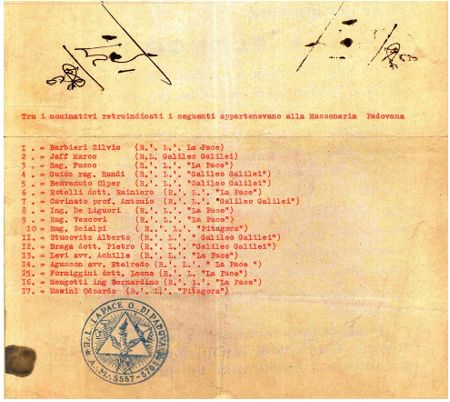 Tra i nominativi retroindicati i seguenti appartenevano alla Massoneria Padovana
1 .- Barbieri Silvio (R.'. L.'. La Pace)
2 .= Jaff Marco (R.L. Galileo Galilei)
3 .= Rag. Fusco (R.'. L.'. "La Pace")
4 .= Guido rag. Randi (R.'. L.'. "Galileo Galilei")
5 .= Benvenuto Olper (R.'. L.'. "Galileo Galilei")
6 .= Rotelli dott. Rainiero (R.'. L.'. "La Pace")
7 .= Cavinato prof. Antonio (R.'. L.'. "Galileo Galilei")
8 .= Ing. De Liguori (R.'. L.'. "La Pace")
9 .= Rag. Vescovi (R.'. L.'. "La Pace")
10 .= Rag. Scialpi (R.'. L.'. "Pitagora")
11. = Stucovits Alberto (R.'. L.'. " Galileo Galilei")
12. = Braga dott. Pietro (R.'. L.'. "Galileo Galilei")
13. = Levi avv. Achille (R.'. L.'. "La Pace")
14. = avv. Etelredo (R.'. L.'. " La Pace ")
15. = Formiggini dott. Leone (R.'. L.'. "La Pace")
16. = Mengotti ing Bernardino (R.'. L.'. "La Pace")
17. = Masini Odoardo (R.'. L.'. "Pitagora")
R. L. LA PACE O. DI PADOVA
A. M. 5557-5705